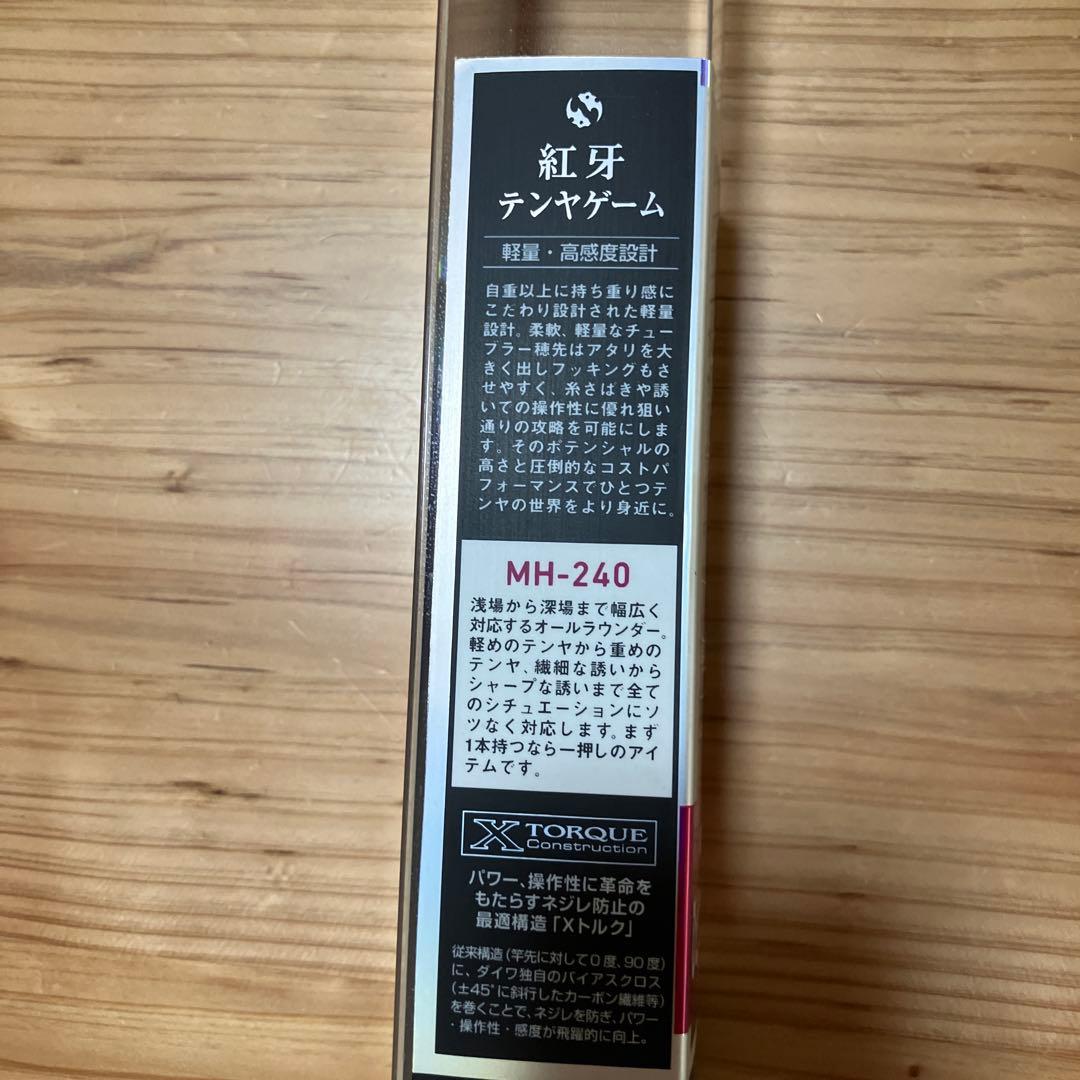 紅牙
テンヤゲーム
軽量・高感度設計
自重以上に持ち重り感に
こだわり設計された軽量
設計。柔軟、軽量なチュー
ブラー穂先はアタリを大
きく出しフッキングもさ
せやすく、糸さばきや誘
いての操作性に優れ狙い
通りの攻略を可能にしま
す。そのポテンシャルの
高さと圧倒的なコストパ
フォーマンスでひとつテ
ンヤの世界をより身近に。
MH-240
浅場から深場まで幅広く
対応するオールラウンダー。
軽めのテンヤから重めの
テンヤ、繊細な誘いから
シャープな誘いまで全て
のシチュエーションにソ
ツなく対応します。まず
1本持つなら一押しのアイ
テムです。
X TORQUE
Construction
パワー、操作性に革命を
もたらすネジレ防止の
最適構造「Xトルク」
従来構造(竿先に対して0度、90度)
に、ダイワ独自のバイアスクロス
(±45°に斜行したカーボン繊維等)
を巻くことで、ネジレを防ぎ、パワー
・操作性・感度が飛躍的に向上。